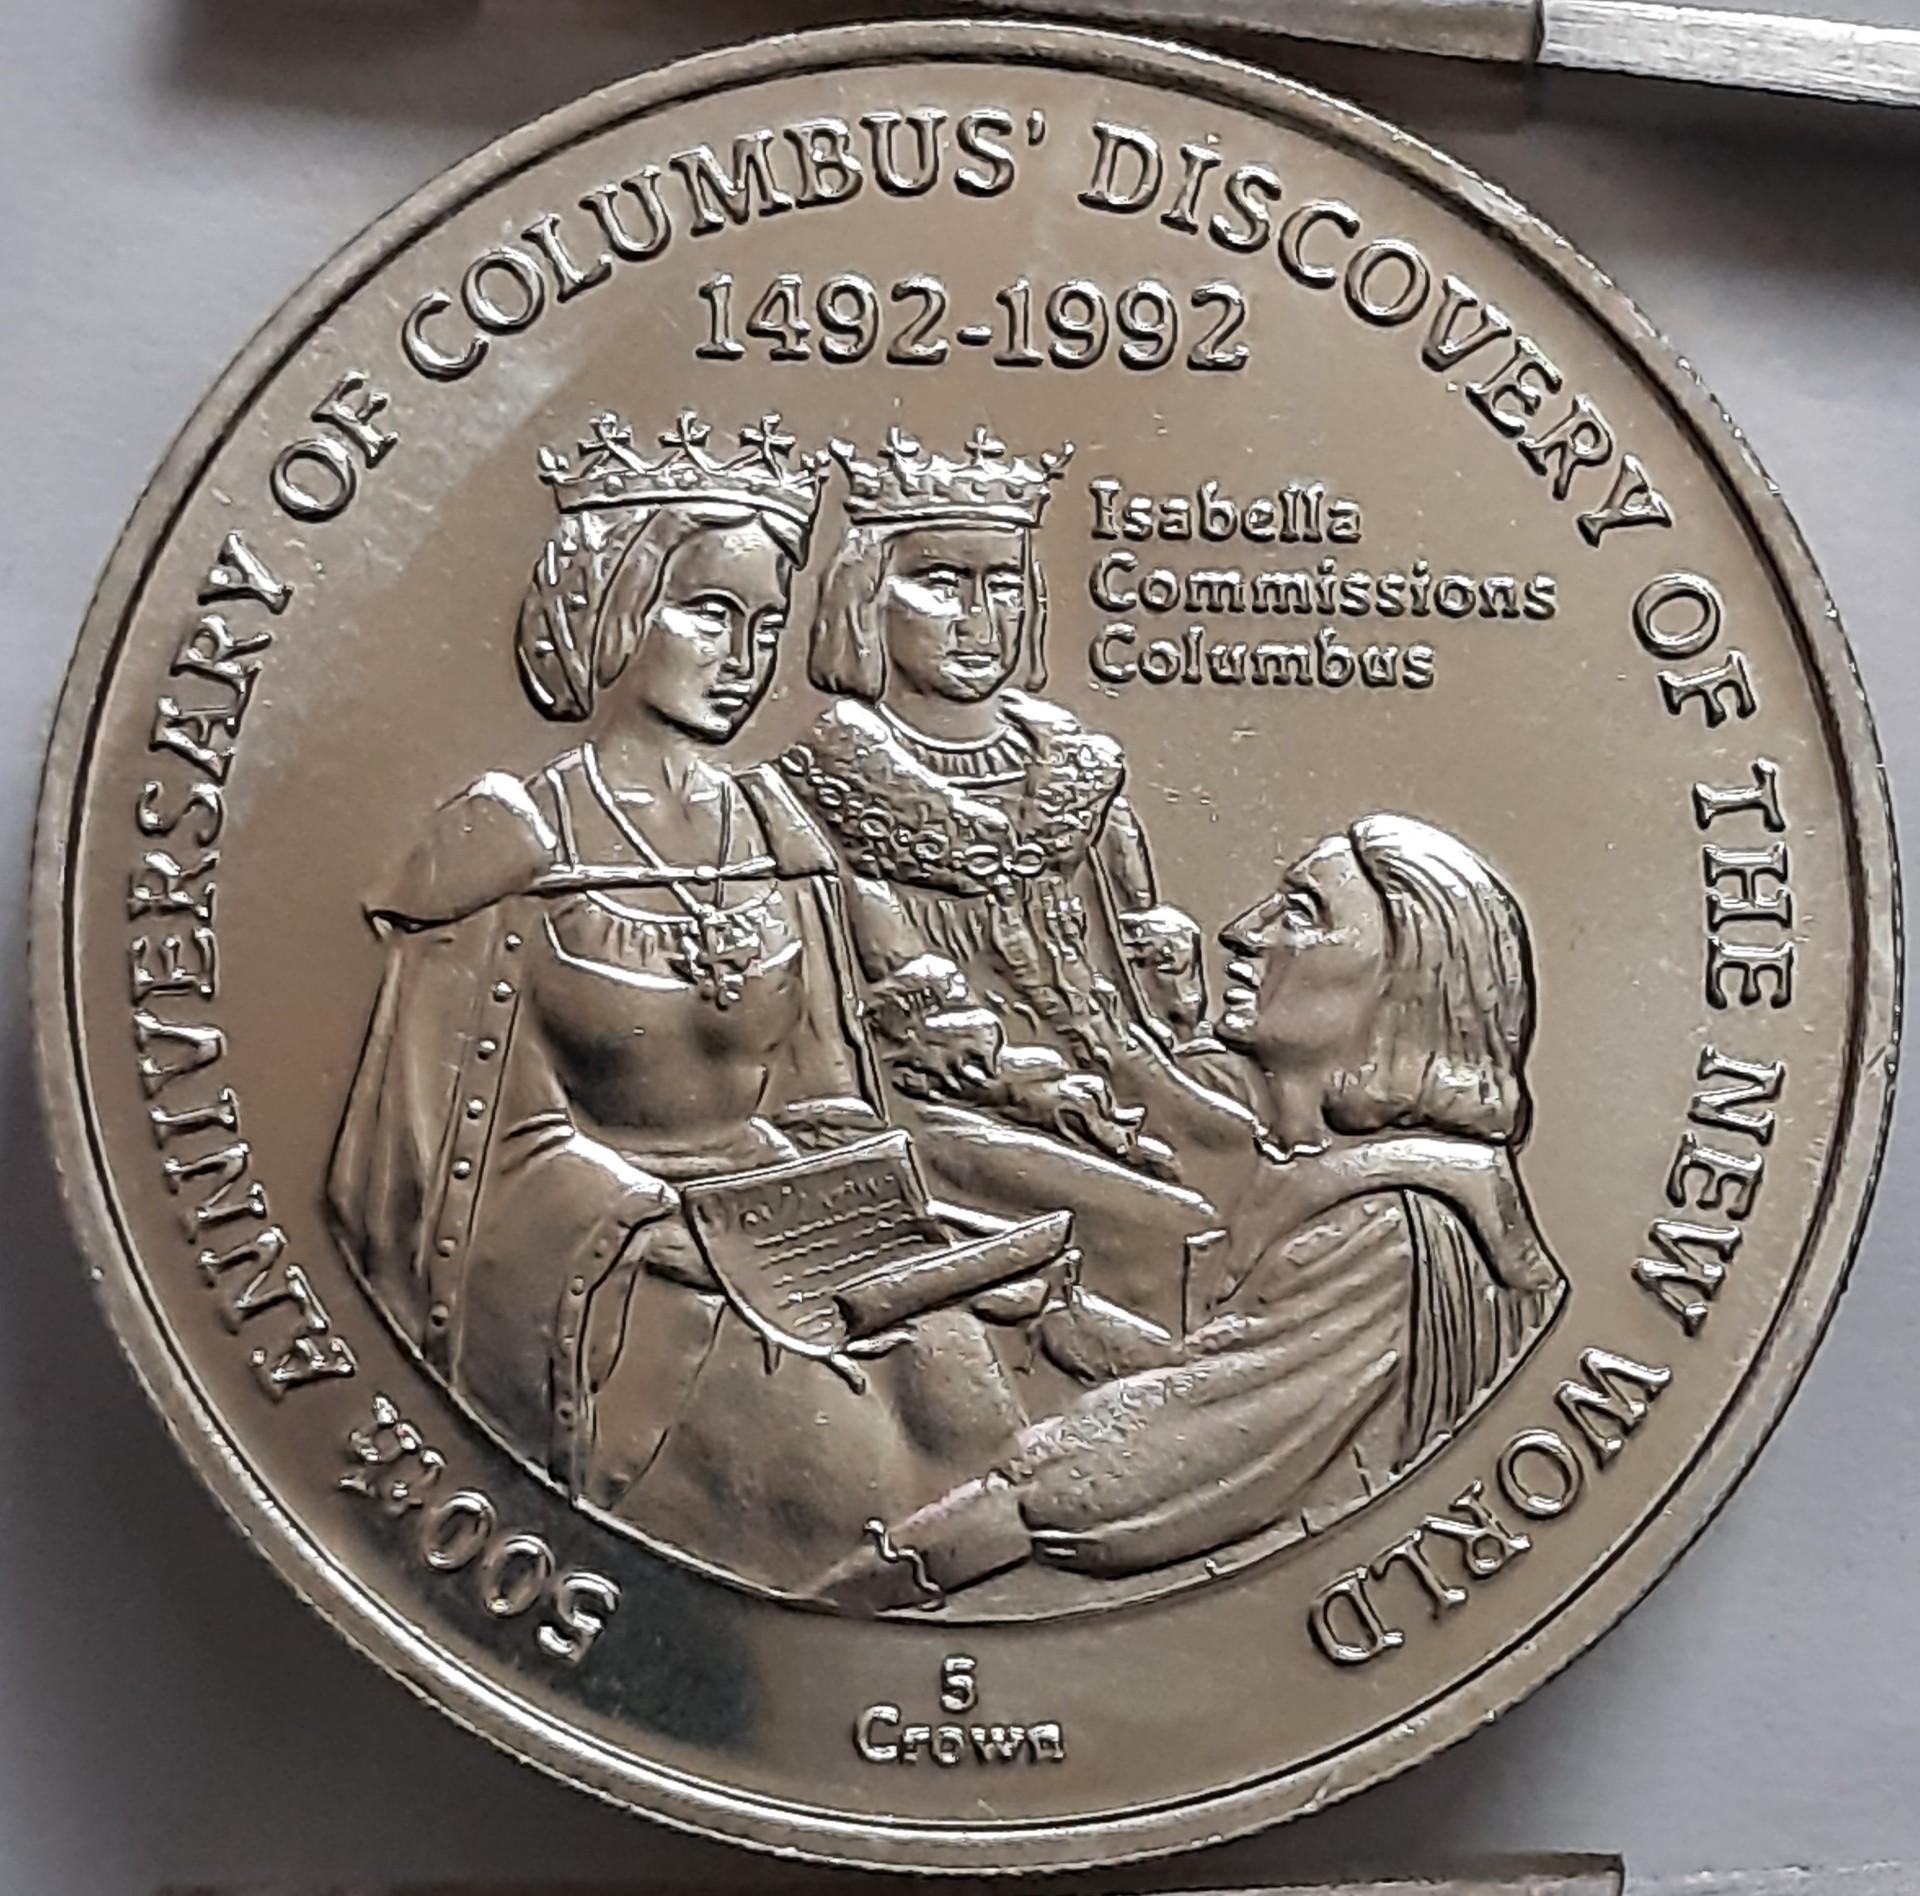 500th ANNIVERSARY OF COLUMBUS' DISCOVERY OF THE NEW WORLD
1492-1992
Isabella
Commissions
Columbus
5
Crown